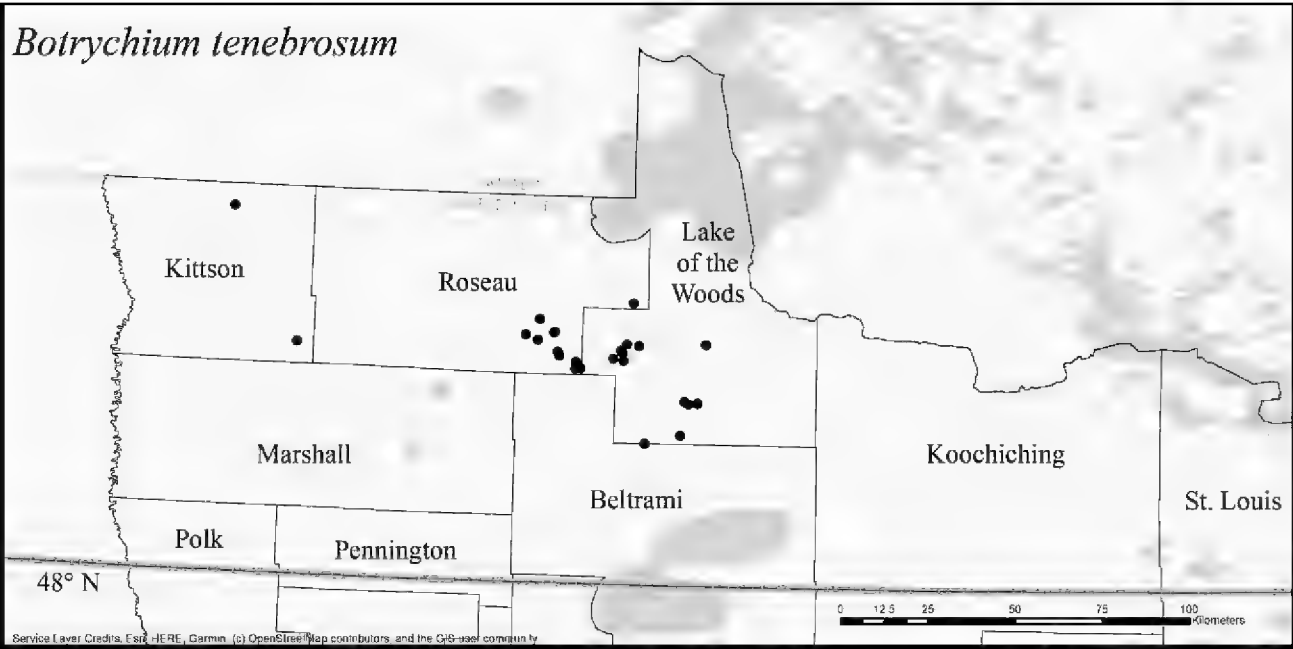 Botrychium tenebrosum
Lake
of the
Woods
Kittson
Roseau
Marshall
Koochiching
Beltrami
St. Louis
Polk
Pennington
48° N
0 12.5 25 50 75 100
Kilometers
Service Layer Credits: Esri, HERE, Garmin, (c) OpenStreetMap contributors, and the GIS user community